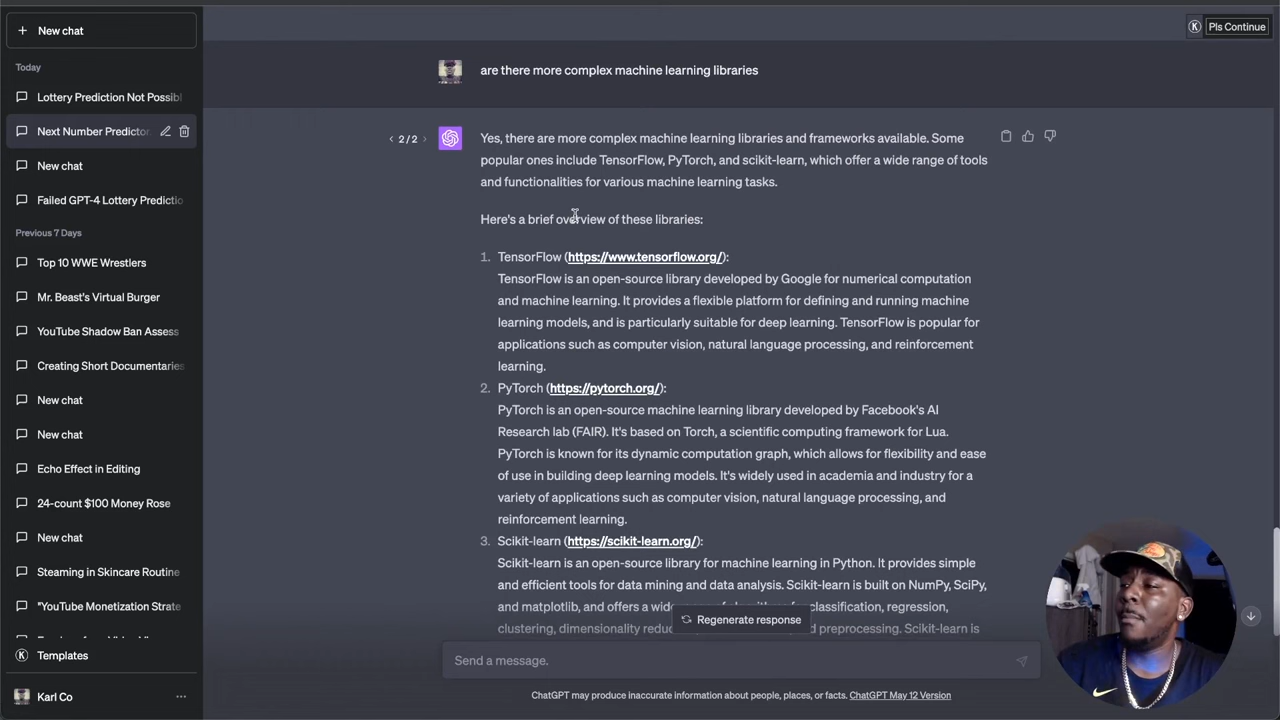 New chat
Today
Lottery Prediction Not Possibl
Next Number Predictor
New chat
Failed GPT-4 Lottery Predictio
Previous 7 Days
Top 10 WWE Wrestlers
Mr. Beast's Virtual Burger
YouTube Shadow Ban Assess
Creating Short Documentaries
New chat
New chat
Echo Effect in Editing
24-count $100 Money Rose
New chat
Steaming in Skincare Routine
"YouTube Monetization Strate
Templates
Karl Co
K Pls Continue
are there more complex machine learning libraries
2/2
Yes, there are more complex machine learning libraries and frameworks available. Some
popular ones include TensorFlow, PyTorch, and scikit-learn, which offer a wide range of tools
and functionalities for various machine learning tasks.
Here's a brief overview of these libraries:
1. TensorFlow (https://www.tensorflow.org/):
TensorFlow is an open-source library developed by Google for numerical computation
and machine learning. It provides a flexible platform for defining and running machine
learning models, and is particularly suitable for deep learning. TensorFlow is popular for
applications such as computer vision, natural language processing, and reinforcement
learning.
2. PyTorch (https://pytorch.org/):
PyTorch is an open-source machine learning library developed by Facebook's AI
Research lab (FAIR). It's based on Torch, a scientific computing framework for Lua.
PyTorch is known for its dynamic computation graph, which allows for flexibility and ease
of use in building deep learning models. It's widely used in academia and industry for a
variety of applications such as computer vision, natural language processing, and
reinforcement learning.
3. Scikit-learn (https://scikit-learn.org/):
Scikit-learn is an open-source library for machine learning in Python. It provides simple
and efficient tools for data mining and data analysis. Scikit-learn is built on NumPy, SciPy,
and matplotlib, and offers a wide classification, regression,
clustering, dimensionality preprocessing. Scikit-learn is
Regenerate response
Send a message.
ChatGPT may produce inaccurate information about people, places, or facts. ChatGPT May 12 Version